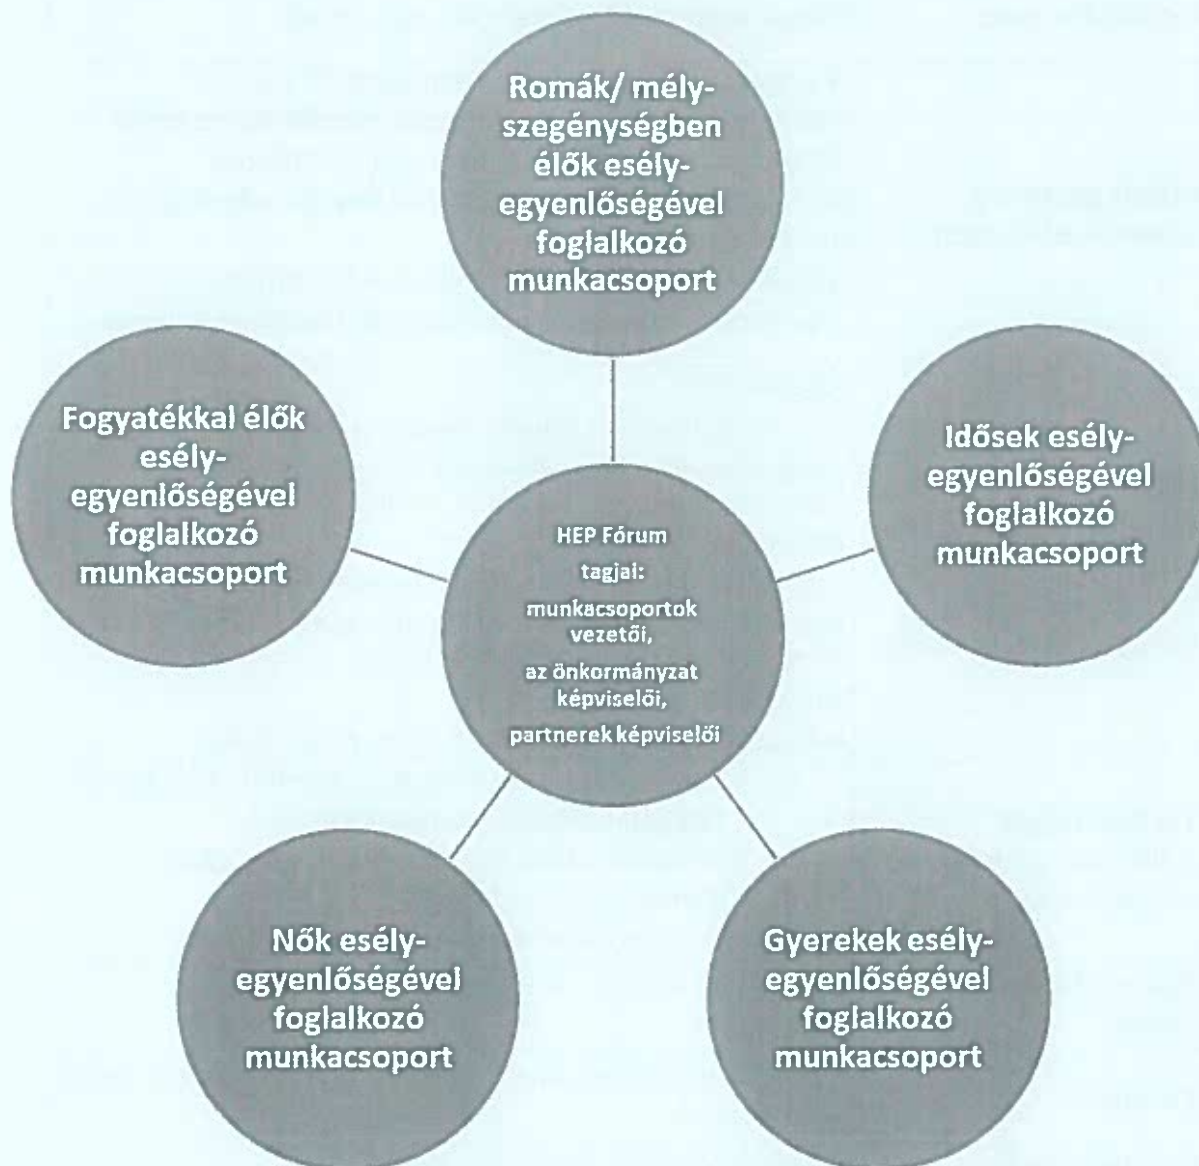 Romák/ mély-
szegénységben
élők esély-
egyenlőségével
foglalkozó
munkacsoport
Fogyatékkal élők
esély-
egyenlőségével
foglalkozó
munkacsoport
Idősek esély-
egyenlőségével
foglalkozó
munkacsoport
HEP Fórum
tagjai:
munkacsoportok
vezetői,
az önkormányzat
képviselői,
partnerek képviselői
Nők esély-
egyenlőségével
foglalkozó
munkacsoport
Gyerekek esély-
egyenlőségével
foglalkozó
munkacsoport